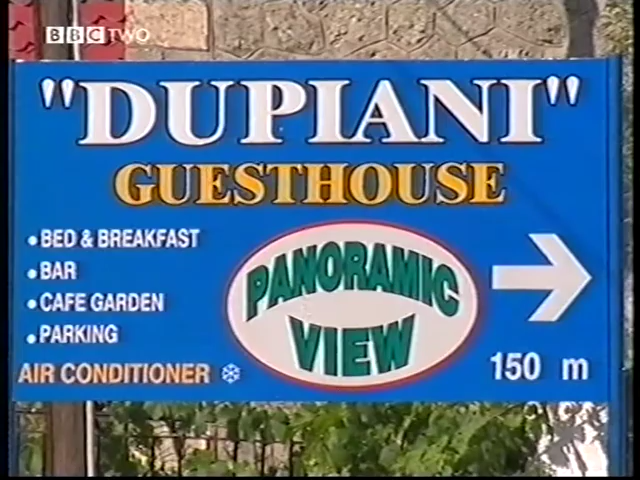 BBC TWO
"DUPIANI"
GUESTHOUSE
• BED & BREAKFAST
• BAR
• CAFE GARDEN
• PARKING
AIR CONDITIONER
PANORAMIC
VIEW
150 m